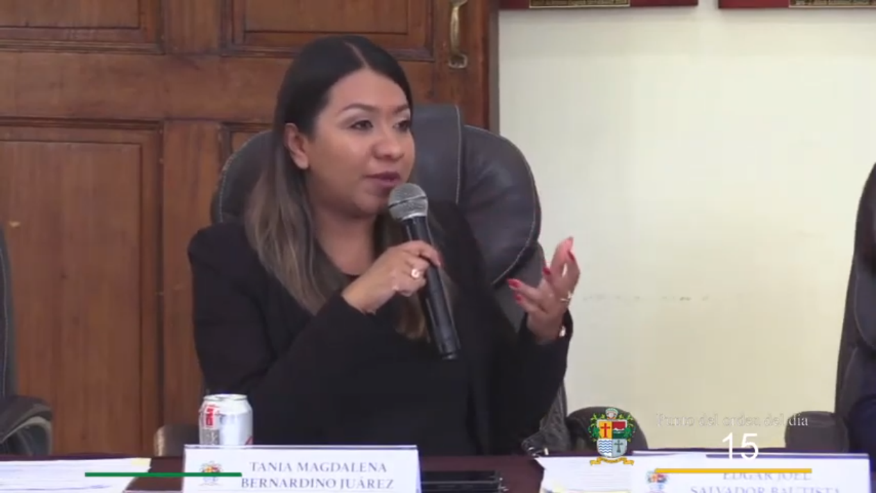 Punto del orden del día
15
TANIA MAGDALENA
BERNARDINO JUÁREZ
EDGAR JOEL
SALVADOR BAUTISTA